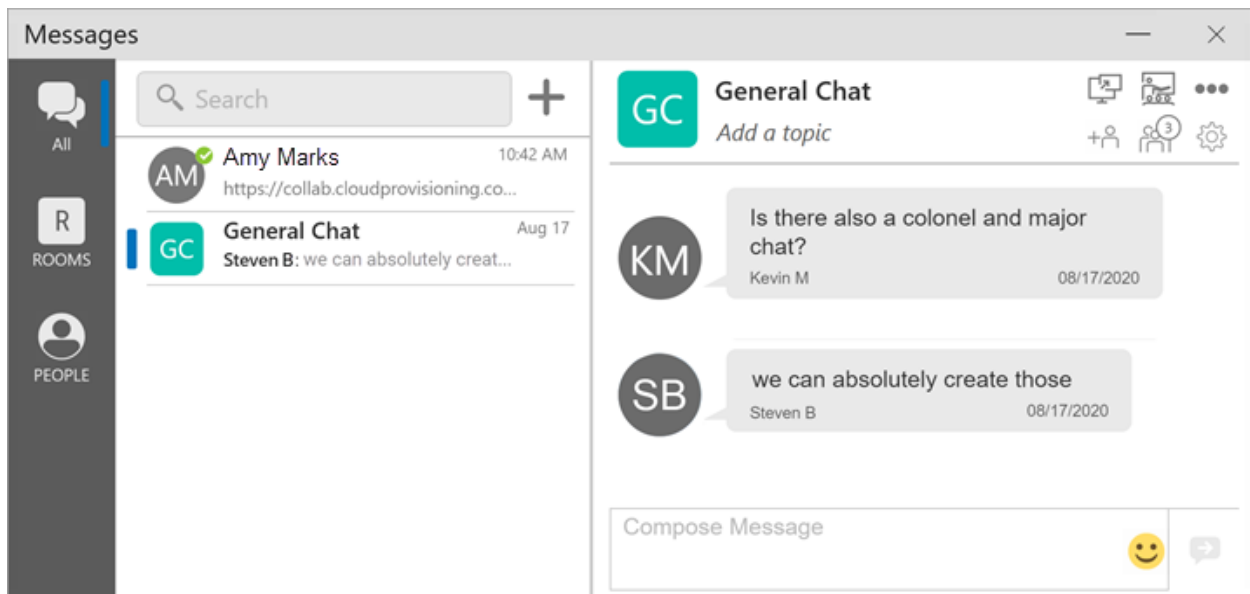 Messages
All
R
ROOMS
PEOPLE
Search
AM
Amy Marks
10:42 AM
https://collab.cloudprovisioning.co...
GC
General Chat
Aug 17
Steven B: we can absolutely creat...
GC
General Chat
Add a topic
3
KM
Is there also a colonel and major
chat?
Kevin M
08/17/2020
SB
we can absolutely create those
Steven B
08/17/2020
Compose Message